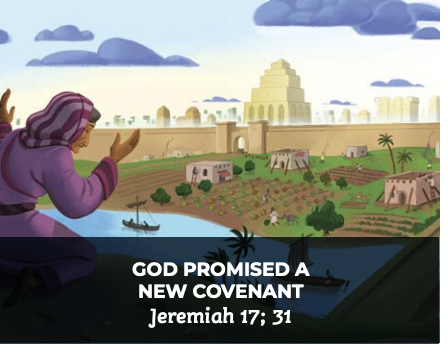 GOD PROMISED A
NEW COVENANT
Jeremiah 17; 31